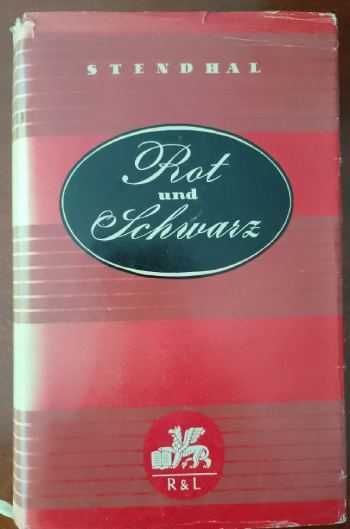 STENDHAL
Rot
und
Schwarz
R & L